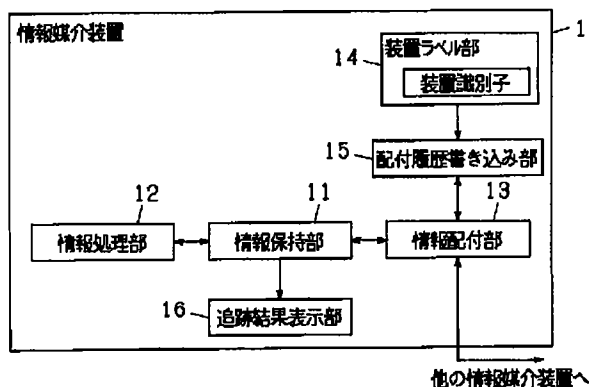 情報媒介装置
1
14
装置ラベル部
装置識別子
15
配付履歴書き込み部
12
11
13
情報処理部
情報保持部
情報配付部
16
追跡結果表示部
他の情報媒介装置へ